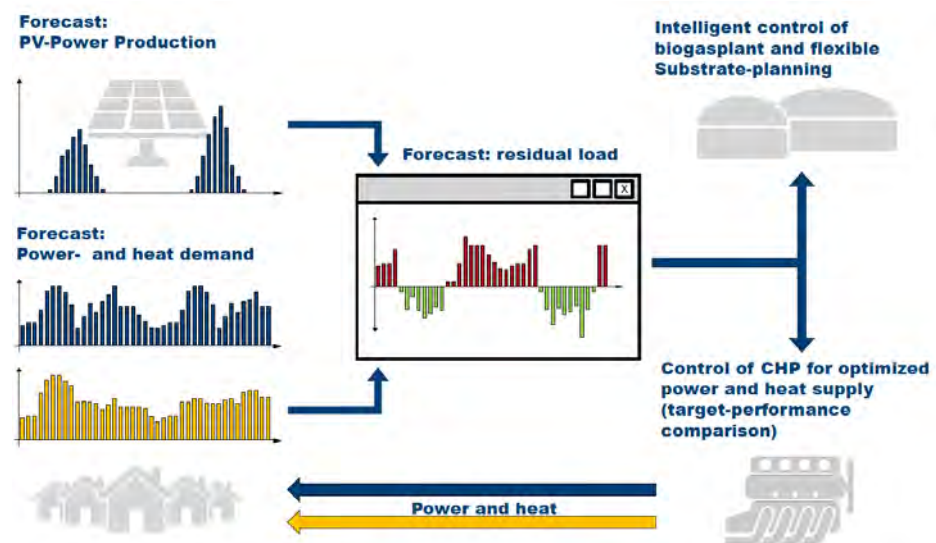 Forecast:
PV-Power Production
Forecast:
Power- and heat demand
Forecast: residual load
X
Intelligent control of
biogasplant and flexible
Substrate-planning
Control of CHP for optimized
power and heat supply
(target-performance
comparison)
Power and heat